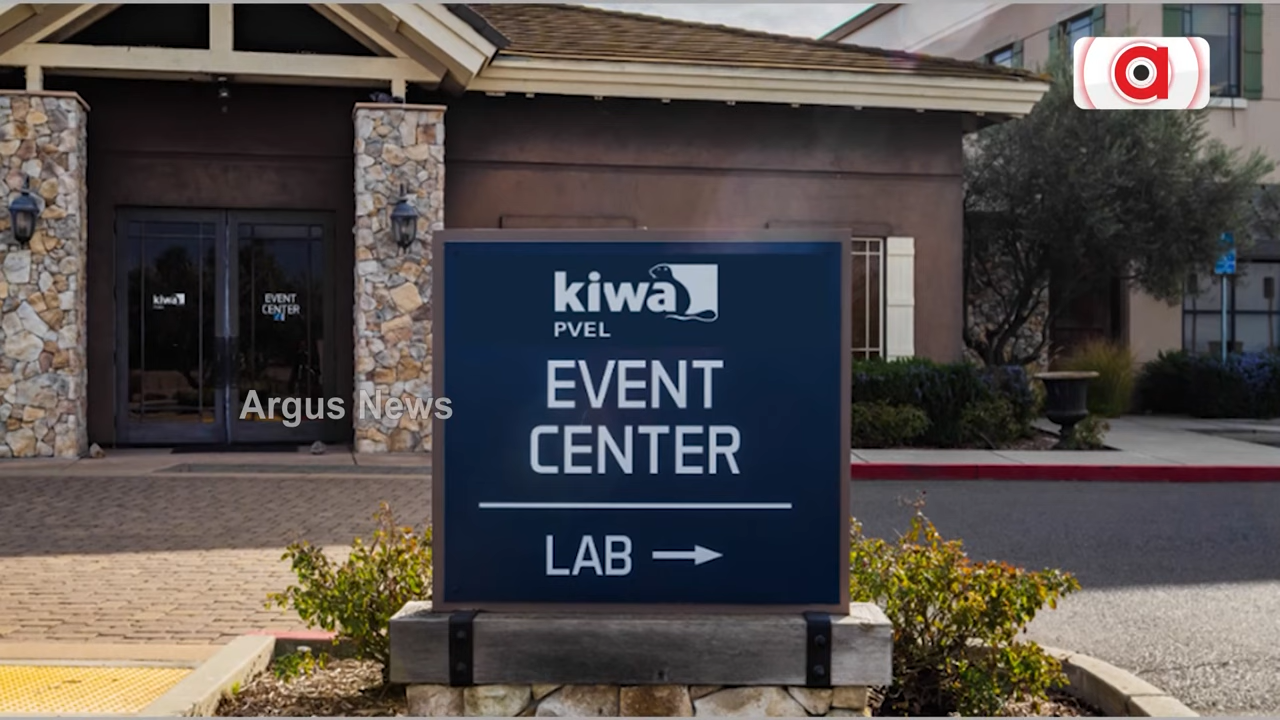 kiwa
PVEL
EVENT
CENTER
LAB →
kiwa
EVENT
CENTER
Argus News
a